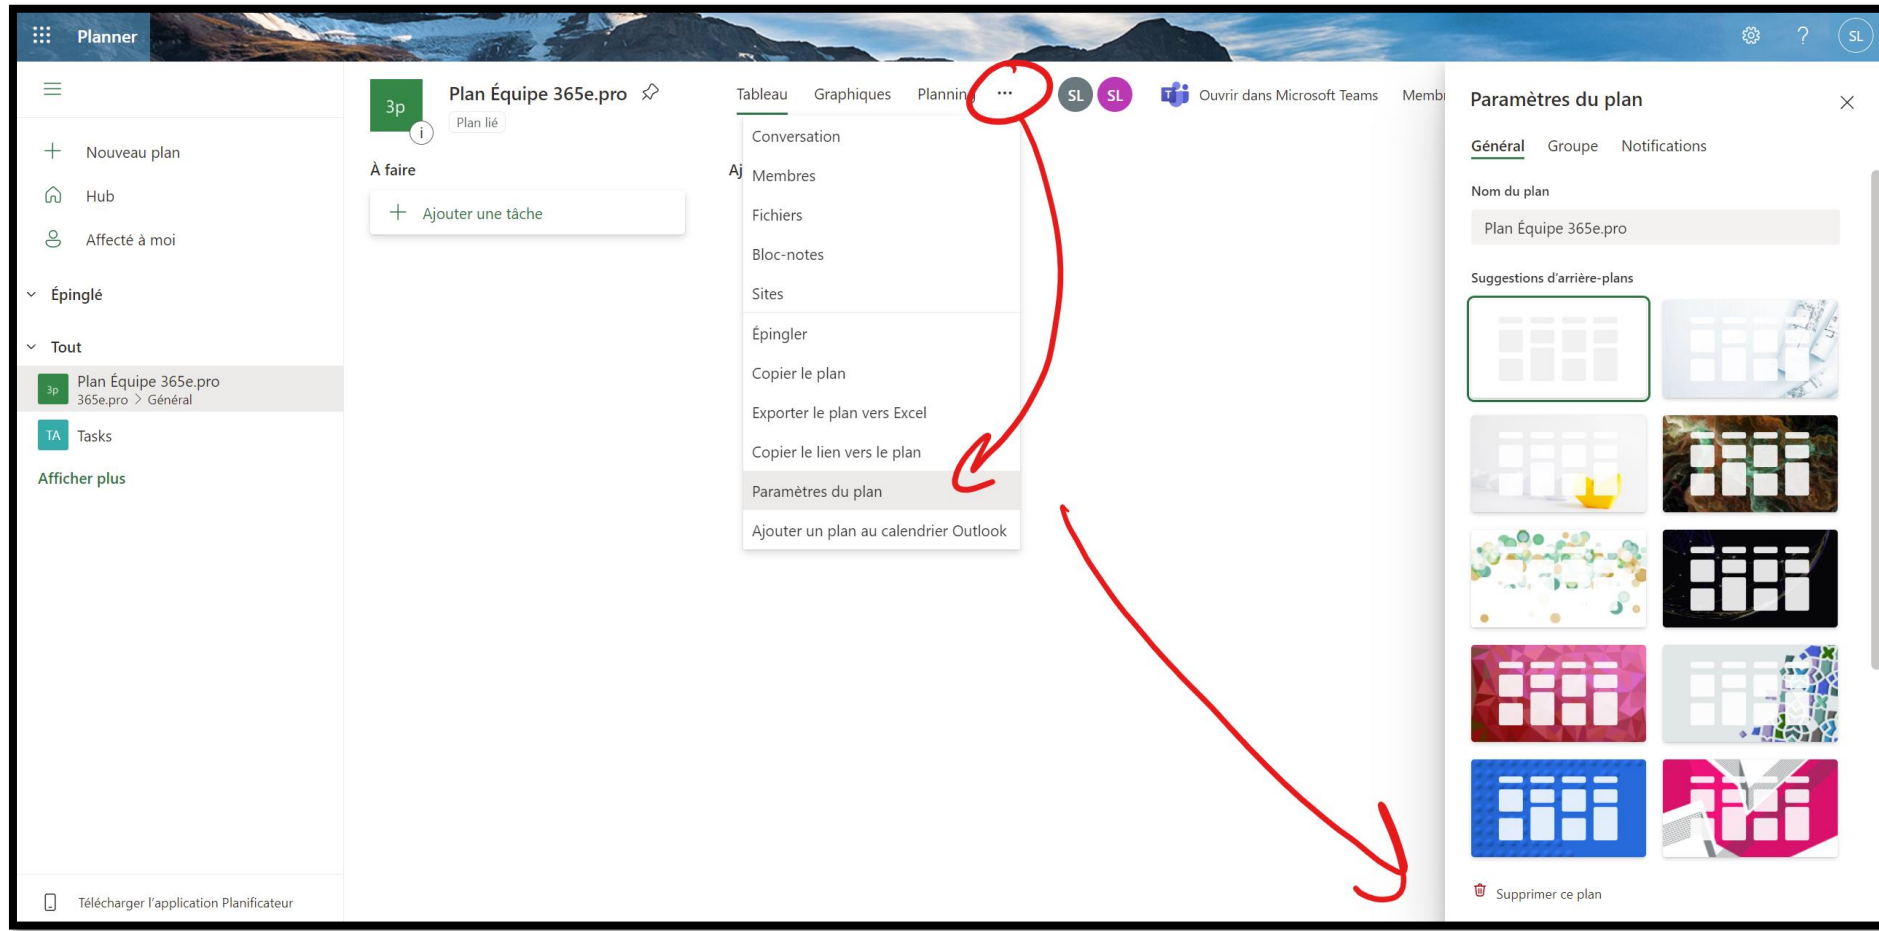 Planner
?
SL
Nouveau plan
Hub
Affecté à moi
Épinglé
Tout
3p
Plan Équipe 365e.pro
365e.pro > Général
TA
Tasks
Afficher plus
Télécharger l'application Planificateur
3p
i
Plan Équipe 365e.pro
Plan lié
Tableau
Graphiques
Planning
...
SL
SL
Ouvrir dans Microsoft Teams
À faire
+ Ajouter une tâche
Conversation
Membres
Fichiers
Bloc-notes
Sites
Épingler
Copier le plan
Exporter le plan vers Excel
Copier le lien vers le plan
Paramètres du plan
Ajouter un plan au calendrier Outlook
Paramètres du plan
Général
Groupe
Notifications
Nom du plan
Plan Équipe 365e.pro
Suggestions d'arrière-plans
Supprimer ce plan